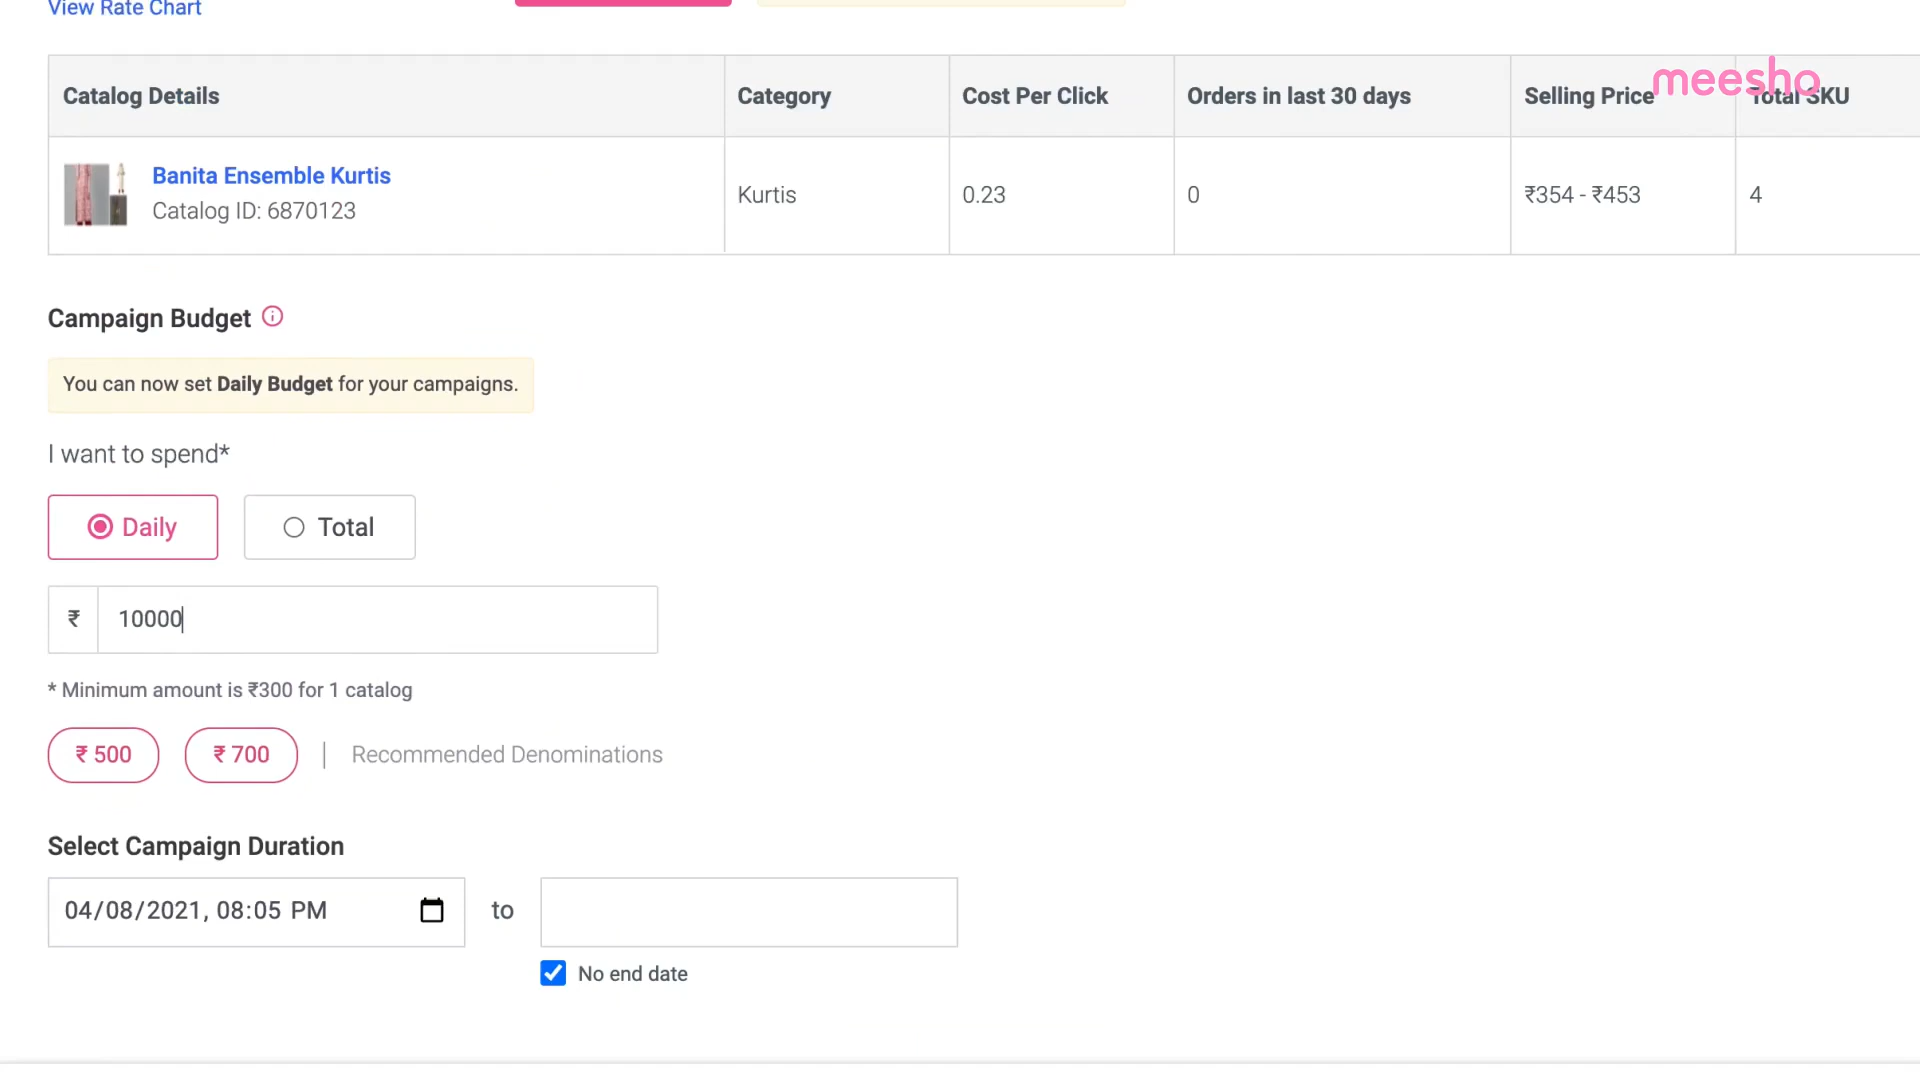 View Rate Chart
meesho
Catalog Details Category Cost Per Click Orders in last 30 days Selling Price Total SKU
Banita Ensemble Kurtis
Catalog ID: 6870123
Kurtis 0.23 0 ₹354 - ₹453 4
Campaign Budget
You can now set Daily Budget for your campaigns.
I want to spend*
Daily Total
₹ 10000
* Minimum amount is ₹300 for 1 catalog
₹ 500 ₹ 700 | Recommended Denominations
Select Campaign Duration
04/08/2021, 08:05 PM to
No end date